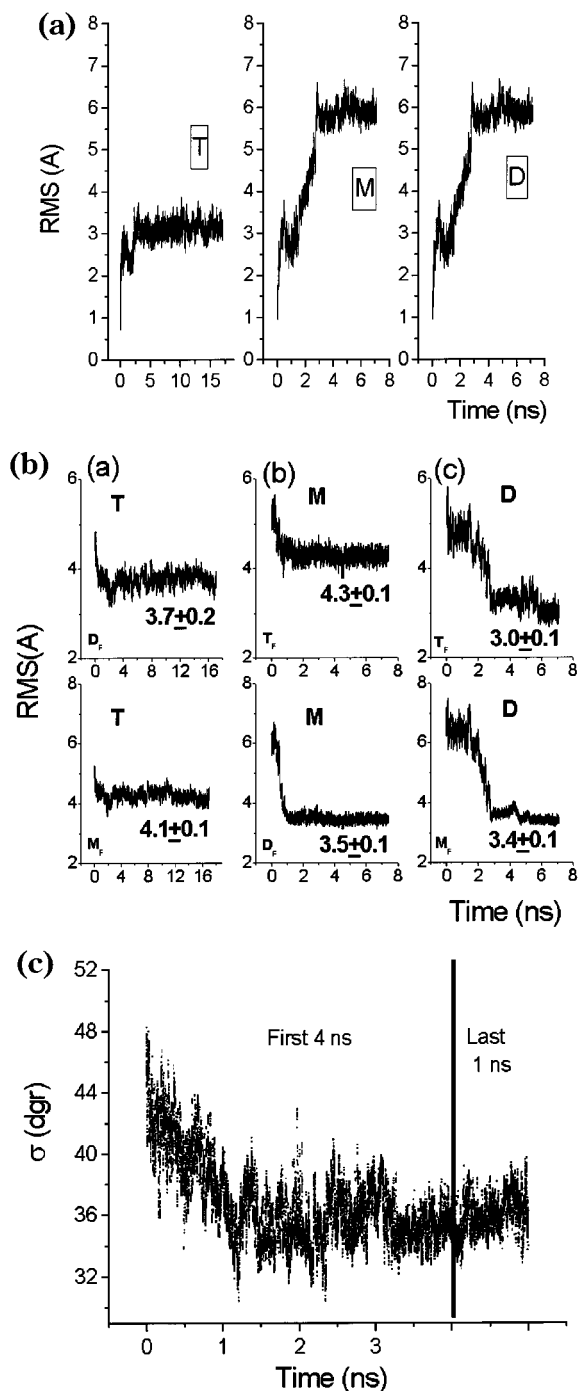 (a)
8 8 8
7 7 7
6 6 6
5 5 5
4 4 4
3 3 3
2 2 2
1 1 1
0 0 0
RMS (A)
T
M
D
0 5 10 15
0 2 4 6 8
0 2 4 6 8
Time (ns)
(b)
(a) (b) (c)
6 6 6
T M D
4 4 4
3.7±0.2
4.3±0.1
3.0±0.1
D_F T_F T_F
2 2 2
0 4 8 12 16
0 2 4 6 8
0 2 4 6 8
RMS(A)
T M D
8 8 8
6 6 6
4 4 4
4.1±0.1
3.5±0.1
3.4±0.1
M_F D_F M_F
2 2 2
0 4 8 12 16
0 2 4 6 8
0 2 4 6 8
Time (ns)
(c)
52
48
44
40
36
32
σ (dgr)
First 4 ns
Last
1 ns
0 1 2 3
Time (ns)